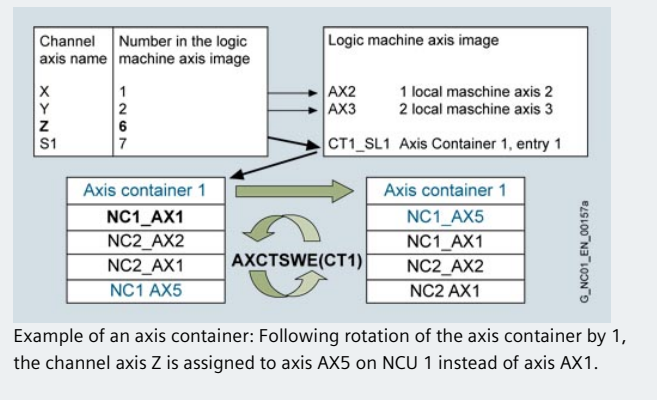 Channel axis name Number in the logic machine axis image
X 1
Y 2
Z 6
S1 7
Logic machine axis image
AX2 1 local maschine axis 2
AX3 2 local maschine axis 3
CT1_SL1 Axis Container 1, entry 1
Axis container 1
NC1_AX1
NC2_AX2
NC2_AX1
NC1 AX5
AXCTSWE(CT1)
Axis container 1
NC1_AX5
NC1_AX1
NC2_AX2
NC2 AX1
G_NC01_EN_00157a
Example of an axis container: Following rotation of the axis container by 1,
the channel axis Z is assigned to axis AX5 on NCU 1 instead of axis AX1.